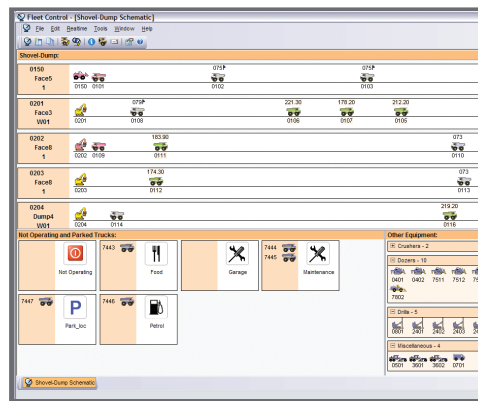 Fleet Control - [Shovel-Dump Schematic]
File Edit Realtime Tools Window Help
Shovel-Dump:
0150 075P 075P
Face5
1 0150 0101 0102 0103
0201 079P 221.30 178.20 212.20
Face3
W01 0201 0108 0106 0107 0105
0202 183.90 073
Face8
1 0202 0109 0111 0110
0203 174.30 073
Face8
1 0203 0112 0113
0204 219.20
Dump4
W01 0204 0114 0116
Not Operating and Parked Trucks: Other Equipment:
Crushers - 2
7443 7444
7445
Dozers - 10
Not Operating Food Garage Maintenance
0401 0402 7511 7512
7802
7447 P 7446
Drills - 5
Park_loc Petrol
0801 2401 2402 2403
Miscellaneous - 4
0501 3601 3602 0701
Shovel-Dump Schematic